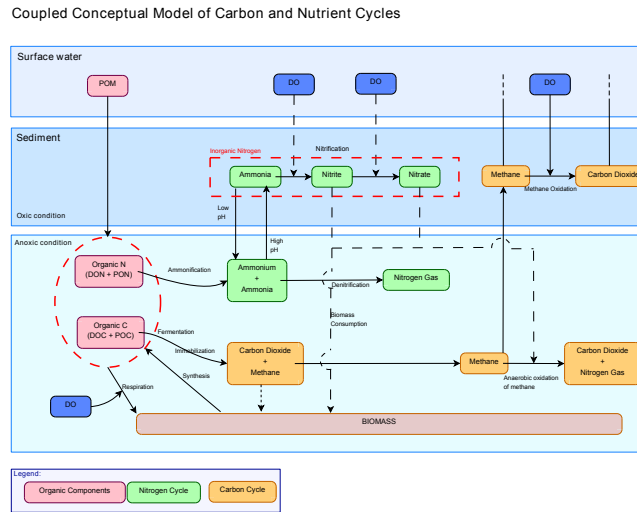 Coupled Conceptual Model of Carbon and Nutrient Cycles
Surface water
POM
DO
DO
DO
Sediment
Inorganic Nitrogen
Nitrification
Ammonia
Nitrite
Nitrate
Methane
Carbon Dioxide
Methane Oxidation
Low
pH
High
pH
Oxic condition
Anoxic condition
Organic N
(DON + PON)
Ammonification
Ammonium
+
Ammonia
Denitrification
Nitrogen Gas
Organic C
(DOC + POC)
Fermentation
Immobilization
Biomass
Consumption
Carbon Dioxide
+
Methane
Methane
Carbon Dioxide
+
Nitrogen Gas
Anaerobic oxidation
of methane
Synthesis
Respiration
DO
BIOMASS
Legend:
Organic Components
Nitrogen Cycle
Carbon Cycle